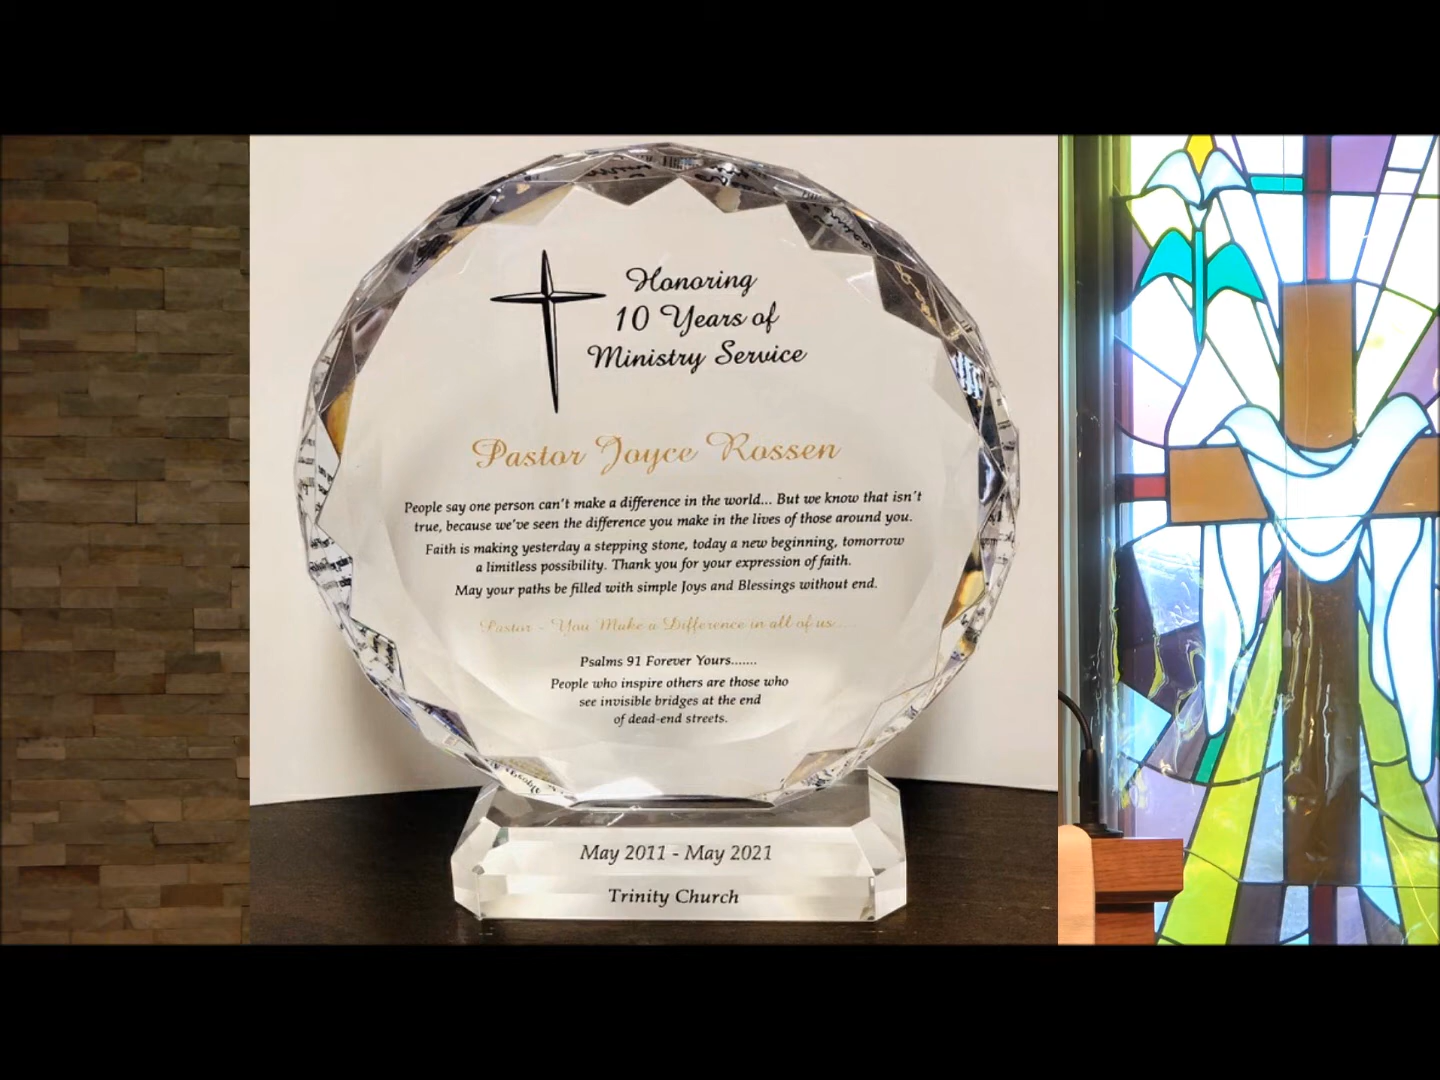 Honoring
10 Years of
Ministry Service
Pastor Joyce Rossen
People say one person can't make a difference in the world... But we know that isn't
true, because we've seen the difference you make in the lives of those around you.
Faith is making yesterday a stepping stone, today a new beginning, tomorrow
a limitless possibility. Thank you for your expression of faith.
May your paths be filled with simple Joys and Blessings without end.
Pastor - You Make a Difference in all of us ....
Psalms 91 Forever Yours.......
People who inspire others are those who
see invisible bridges at the end
of dead-end streets.
May 2011 - May 2021
Trinity Church